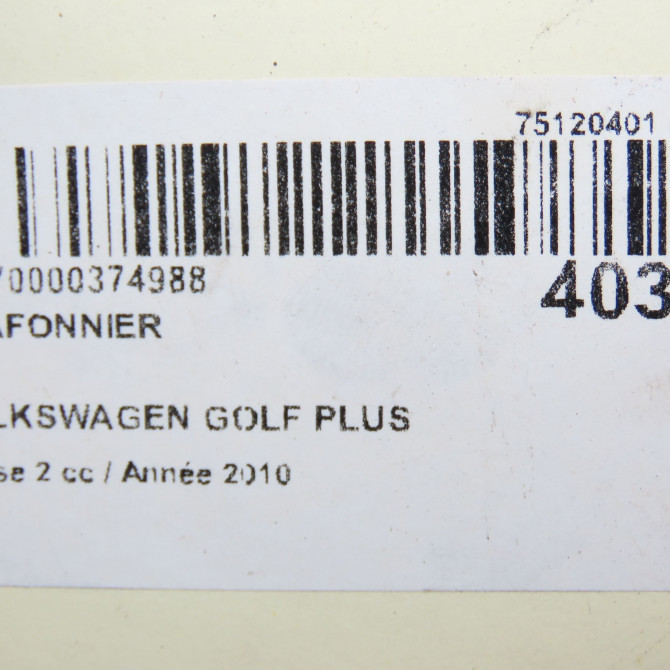 75120401
70000374988
403
AFONNIER
LKSWAGEN GOLF PLUS
se 2 cc / Année 2010